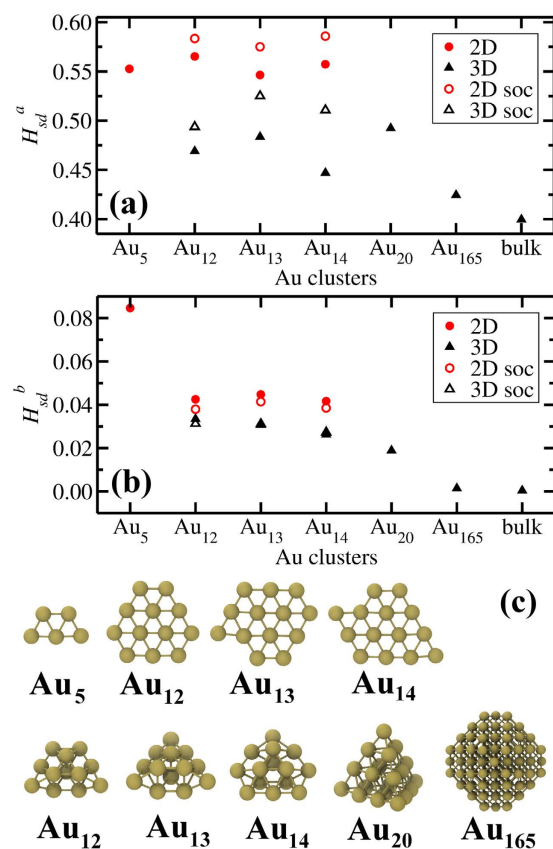 0.60
0.55
0.50
0.45
0.40
H_sd^a
2D
3D
2D soc
3D soc
(a)
Au₅ Au₁₂ Au₁₃ Au₁₄ Au₂₀ Au₁₆₅ bulk
Au clusters
0.08
0.06
0.04
0.02
0.00
H_sd^b
2D
3D
2D soc
3D soc
(b)
Au₅ Au₁₂ Au₁₃ Au₁₄ Au₂₀ Au₁₆₅ bulk
Au clusters
(c)
Au₅ Au₁₂ Au₁₃ Au₁₄
Au₁₂ Au₁₃ Au₁₄ Au₂₀ Au₁₆₅